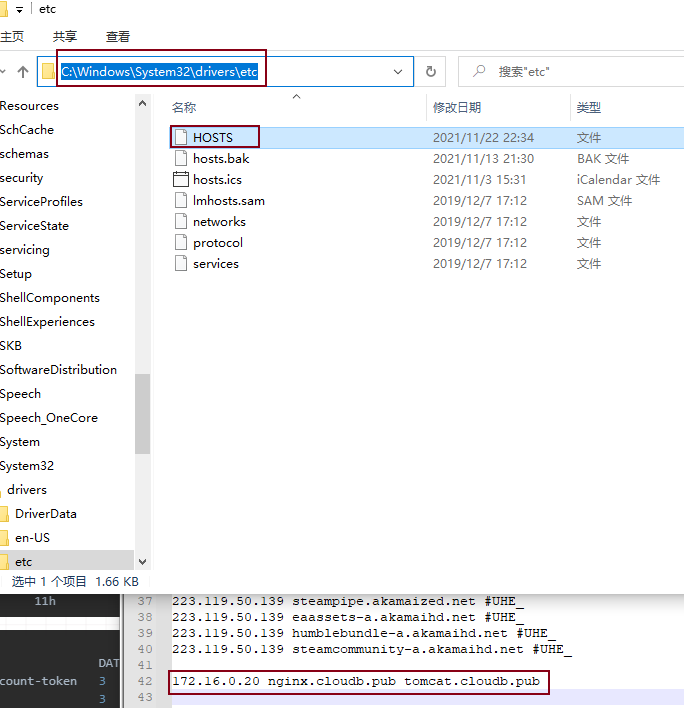 etc
主页 共享 查看
C:\Windows\System32\drivers\etc 搜索"etc"
名称 修改日期 类型
Resources
SchCache
schemas
security
ServiceProfiles
ServiceState
servicing
Setup
ShellComponents
ShellExperiences
SKB
SoftwareDistribution
Speech
Speech_OneCore
System
System32
drivers
DriverData
en-US
etc
HOSTS 2021/11/22 22:34 文件
hosts.bak 2021/11/13 21:30 BAK 文件
hosts.ics 2021/11/3 15:31 iCalendar 文件
lmhosts.sam 2019/12/7 17:12 SAM 文件
networks 2019/12/7 17:12 文件
protocol 2019/12/7 17:12 文件
services 2019/12/7 17:12 文件
选中 1 个项目 1.66 KB
11h
DAT
count-token 3
3
37 223.119.50.139 steampipe.akamaized.net #UHE_
38 223.119.50.139 eaassets-a.akamaihd.net #UHE_
39 223.119.50.139 humblebundle-a.akamaihd.net #UHE_
40 223.119.50.139 steamcommunity-a.akamaihd.net #UHE_
41
42 172.16.0.20 nginx.cloudb.pub tomcat.cloudb.pub
43